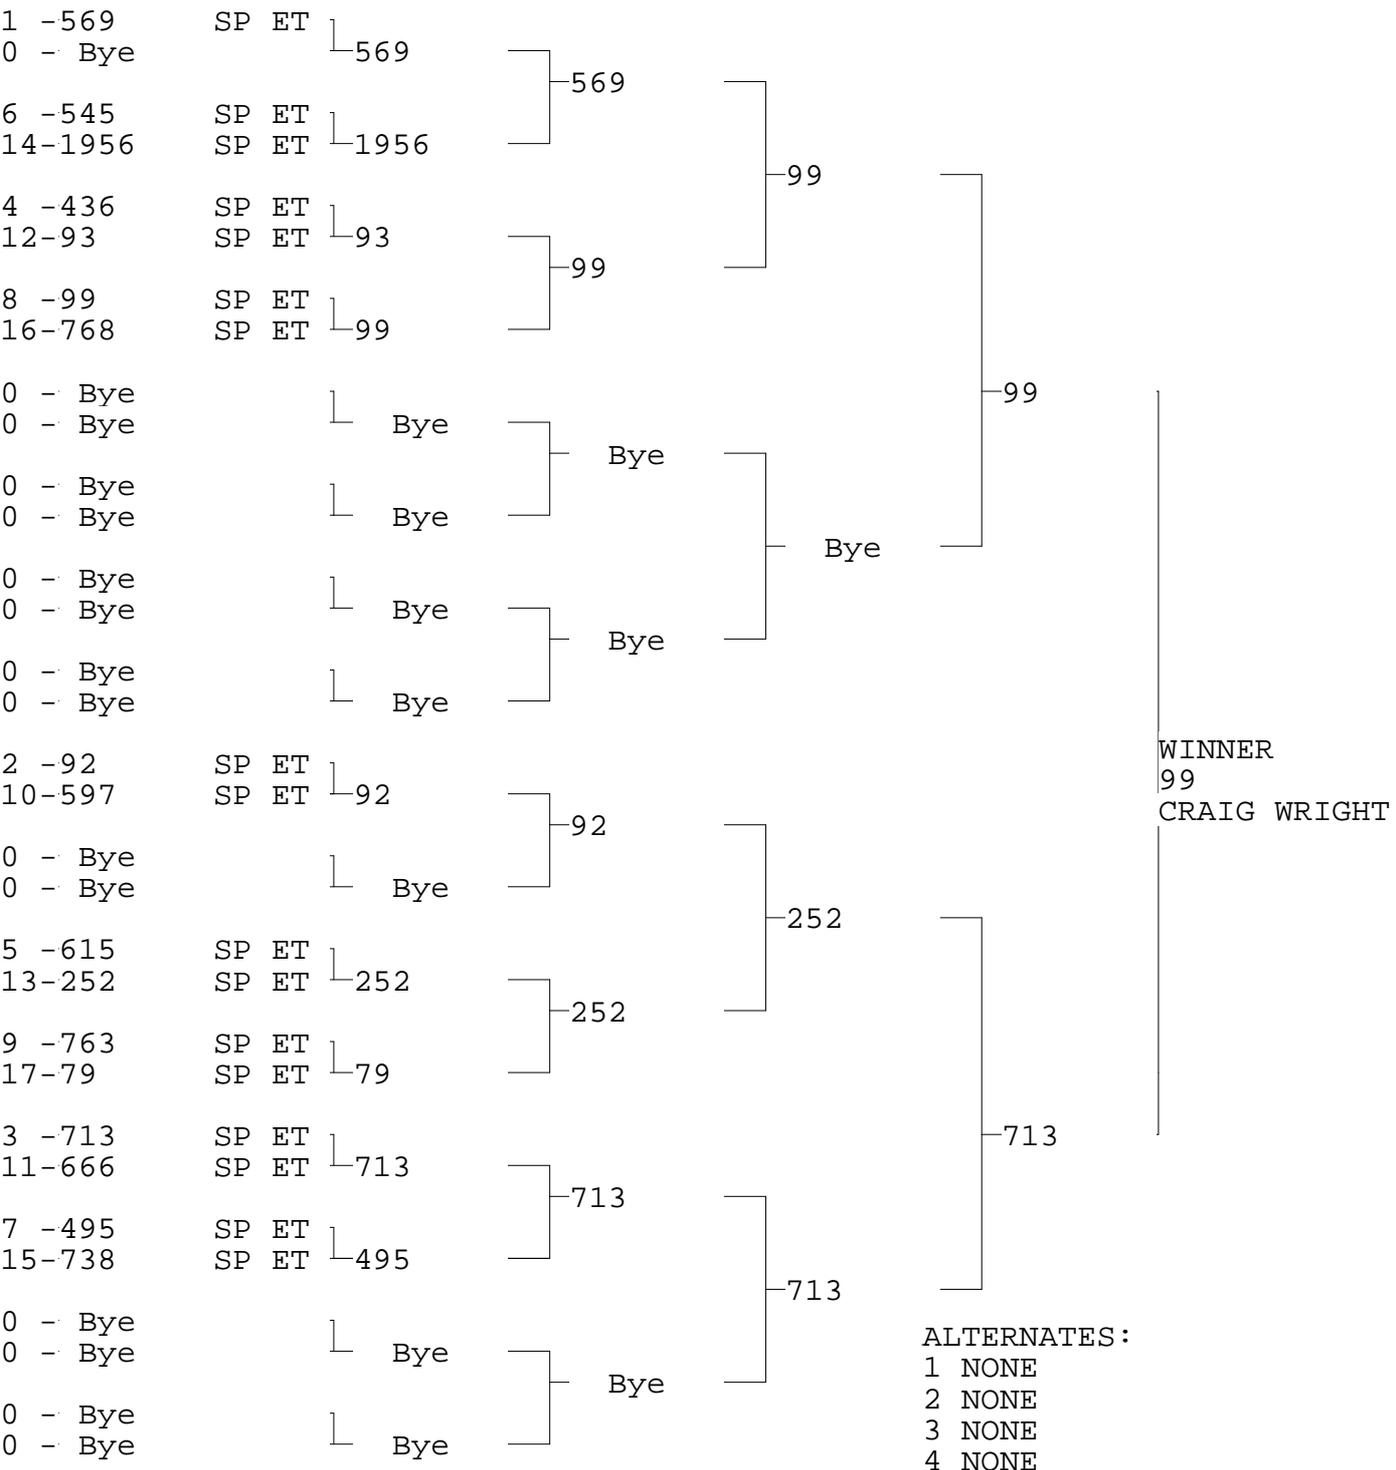 1 -569 SP ET
0 - Bye 569
569
6 -545 SP ET
14-1956 SP ET 1956
99
4 -436 SP ET
12-93 SP ET 93
99
8 -99 SP ET
16-768 SP ET 99
0 - Bye 99
0 - Bye Bye
Bye
0 - Bye
0 - Bye Bye
Bye
0 - Bye
0 - Bye Bye
Bye
0 - Bye
0 - Bye Bye
WINNER
2 -92 SP ET
99
10-597 SP ET 92
CRAIG WRIGHT
92
0 - Bye
0 - Bye Bye
252
5 -615 SP ET
13-252 SP ET 252
252
9 -763 SP ET
17-79 SP ET 79
3 -713 SP ET 713
11-666 SP ET 713
713
7 -495 SP ET
15-738 SP ET 495
713
0 - Bye
ALTERNATES:
0 - Bye Bye
1 NONE
Bye
2 NONE
0 - Bye
3 NONE
0 - Bye Bye
4 NONE